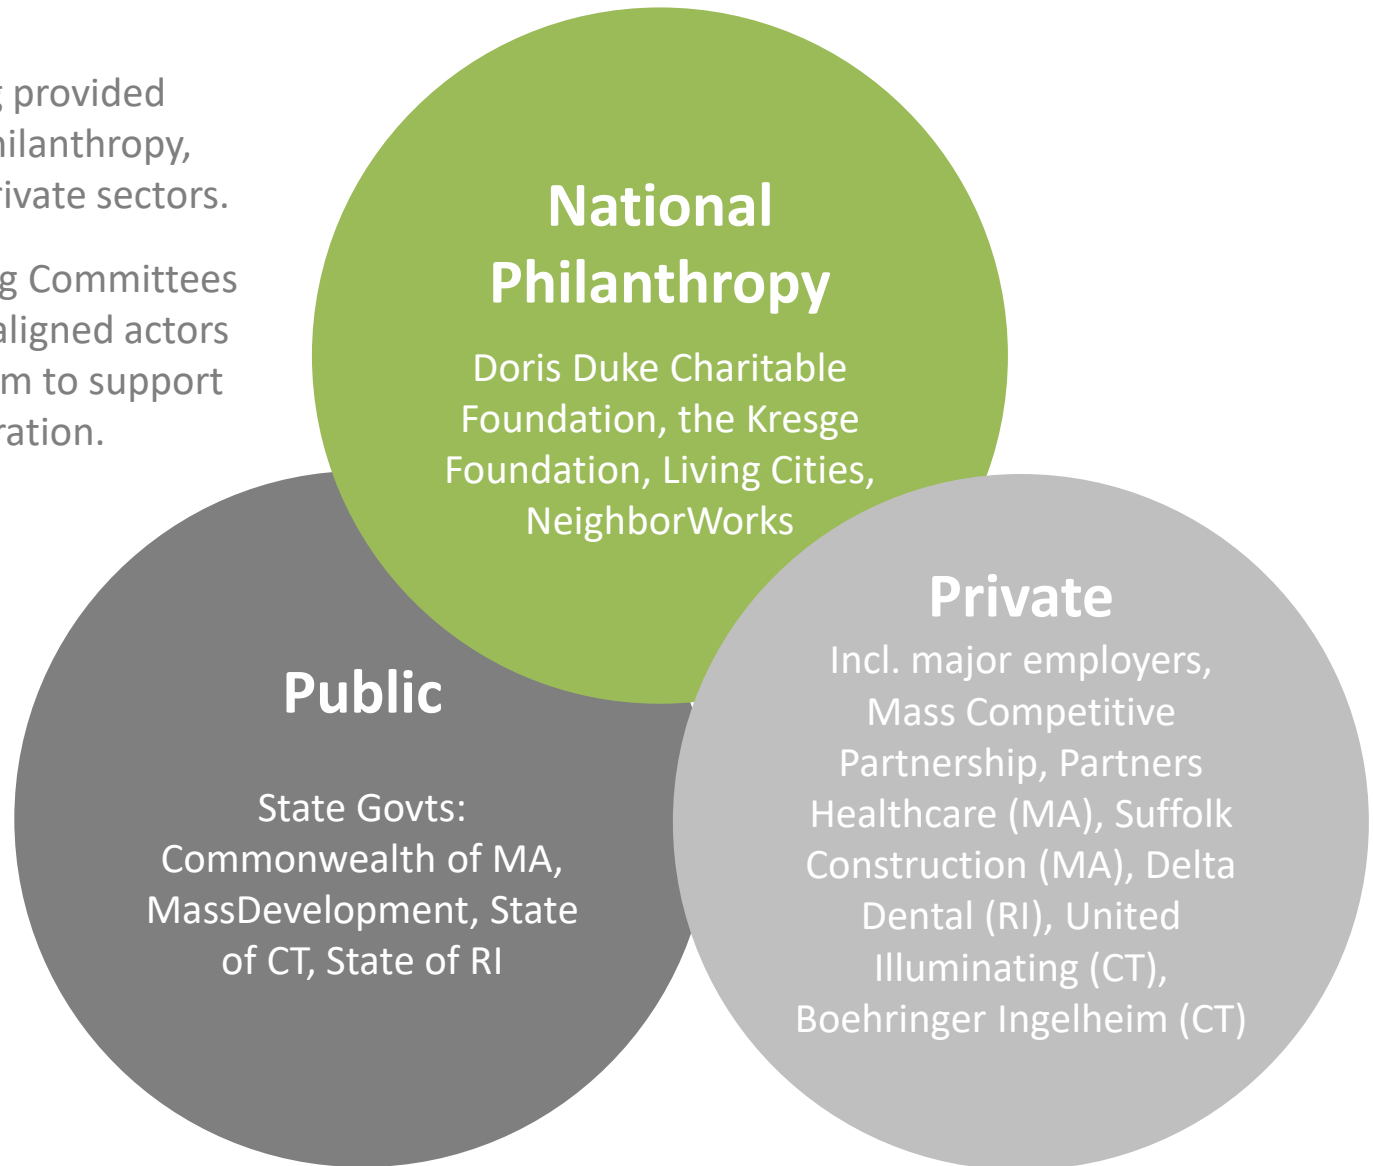 g provided
hilanthropy,
rivate sectors.
g Committees
aligned actors
m to support
ration.
National
Philanthropy
Doris Duke Charitable
Foundation, the Kresge
Foundation, Living Cities,
NeighborWorks
Public
State Govts:
Commonwealth of MA,
MassDevelopment, State
of CT, State of RI
Private
Incl. major employers,
Mass Competitive
Partnership, Partners
Healthcare (MA), Suffolk
Construction (MA), Delta
Dental (RI), United
Illuminating (CT),
Boehringer Ingelheim (CT)